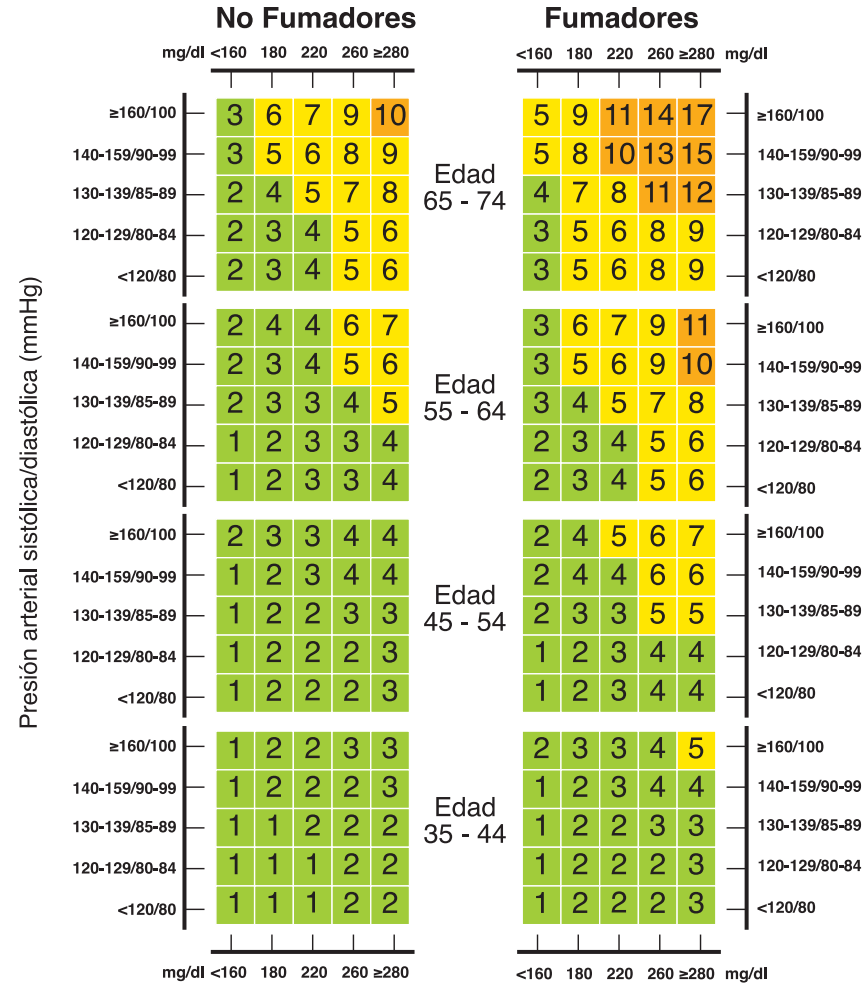 No Fumadores Fumadores
mg/dl <160 180 220 260 ≥280 <160 180 220 260 ≥280 mg/dl
Presión arterial sistólica/diastólica (mmHg)
≥160/100 3 6 7 9 10 5 9 11 14 17 ≥160/100
140-159/90-99 3 5 6 8 9 5 8 10 13 15 140-159/90-99
Edad
65 - 74
130-139/85-89 2 4 5 7 8 4 7 8 11 12 130-139/85-89
120-129/80-84 2 3 4 5 6 3 5 6 8 9 120-129/80-84
<120/80 2 3 4 5 6 3 5 6 8 9 <120/80
≥160/100 2 4 4 6 7 3 6 7 9 11 ≥160/100
140-159/90-99 2 3 4 5 6 3 5 6 9 10 140-159/90-99
Edad
55 - 64
130-139/85-89 2 3 3 4 5 3 4 5 7 8 130-139/85-89
120-129/80-84 1 2 3 3 4 2 3 4 5 6 120-129/80-84
<120/80 1 2 3 3 4 2 3 4 5 6 <120/80
≥160/100 2 3 3 4 4 2 4 5 6 7 ≥160/100
140-159/90-99 1 2 3 4 4 2 4 4 6 6 140-159/90-99
Edad
45 - 54
130-139/85-89 1 2 2 3 3 2 3 3 5 5 130-139/85-89
120-129/80-84 1 2 2 2 3 1 2 3 4 4 120-129/80-84
<120/80 1 2 2 2 3 1 2 3 4 4 <120/80
≥160/100 1 2 2 3 3 2 3 3 4 5 ≥160/100
140-159/90-99 1 2 2 2 3 1 2 3 4 4 140-159/90-99
Edad
35 - 44
130-139/85-89 1 1 2 2 2 1 2 2 3 3 130-139/85-89
120-129/80-84 1 1 1 2 2 1 2 2 2 3 120-129/80-84
<120/80 1 1 1 2 2 1 2 2 2 3 <120/80
mg/dl <160 180 220 260 ≥280 <160 180 220 260 ≥280 mg/dl